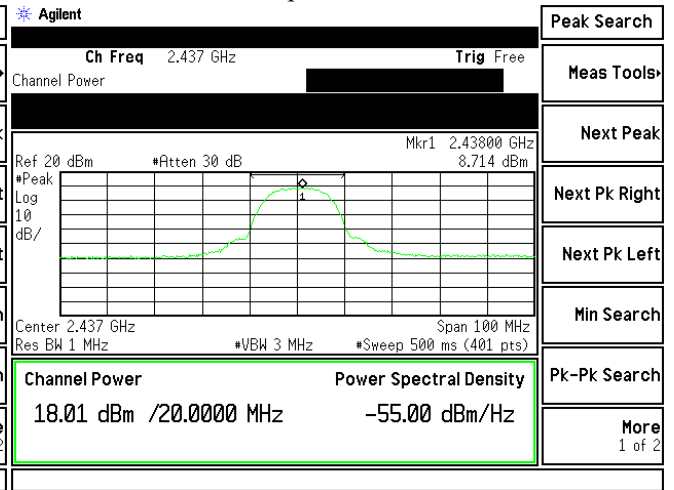 Agilent
Peak Search
Ch Freq 2.437 GHz Trig Free
Channel Power
Meas Tools
Next Peak
Mkr1 2.43800 GHz
Ref 20 dBm #Atten 30 dB 8.714 dBm
#Peak
Log
10
dB/
1
Next Pk Right
Next Pk Left
Min Search
Center 2.437 GHz Span 100 MHz
Res BW 1 MHz #VBW 3 MHz #Sweep 500 ms (401 pts)
Channel Power Power Spectral Density
Pk-Pk Search
18.01 dBm /20.0000 MHz -55.00 dBm/Hz
More
1 of 2